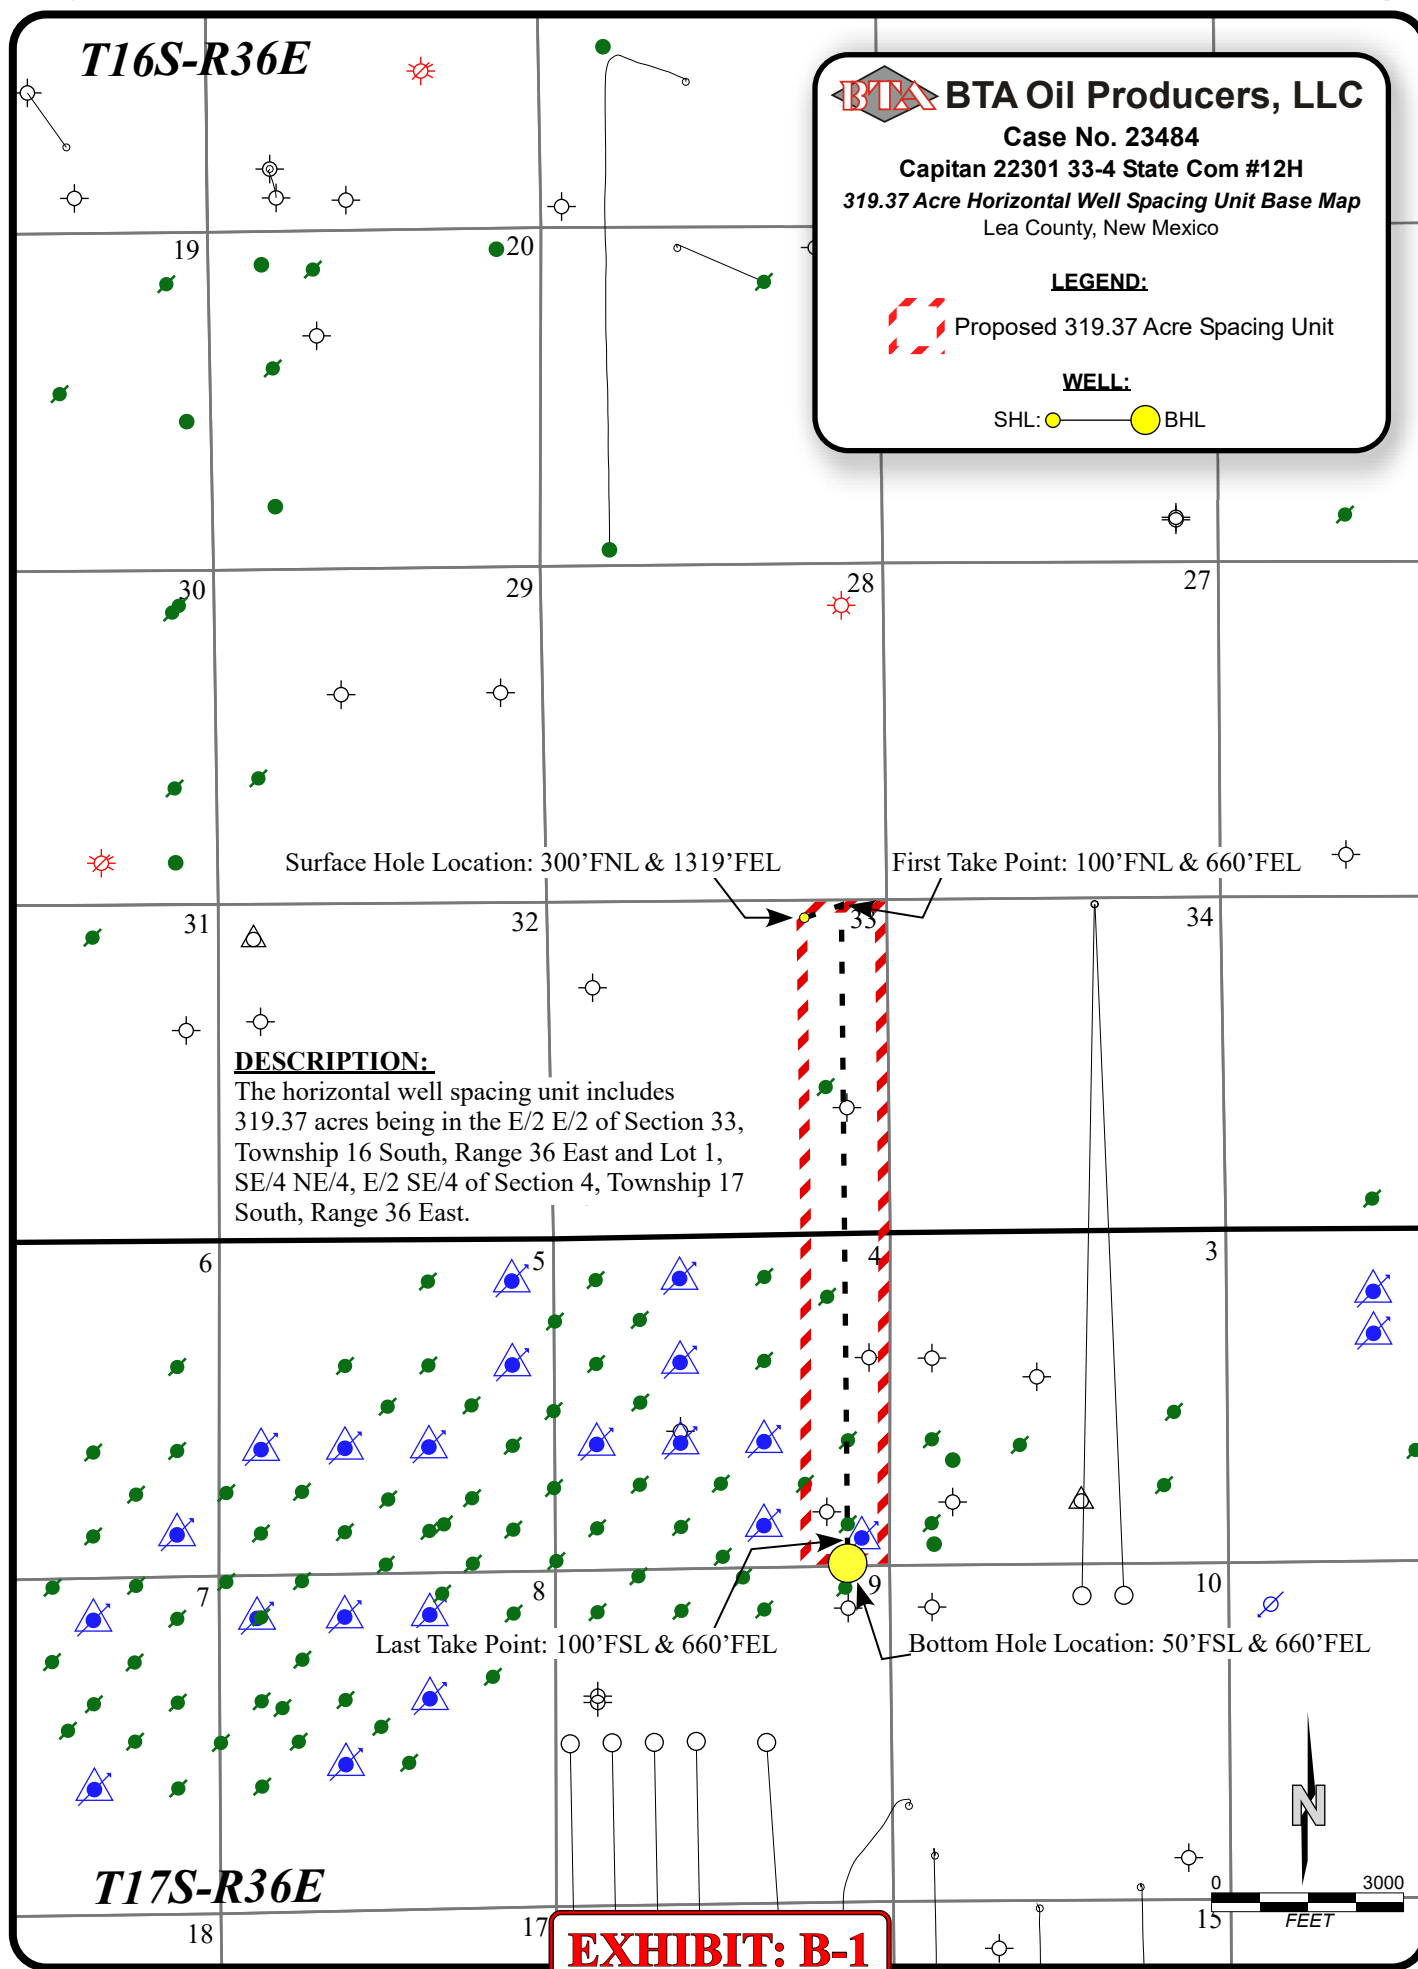 T16S-R36E
BTA BTA Oil Producers, LLC
Case No. 23484
Capitan 22301 33-4 State Com #12H
319.37 Acre Horizontal Well Spacing Unit Base Map
Lea County, New Mexico
LEGEND:
Proposed 319.37 Acre Spacing Unit
WELL:
SHL: BHL
19 20
30 29 28 27
Surface Hole Location: 300’FNL & 1319’FEL First Take Point: 100’FNL & 660’FEL
31 32 33 34
DESCRIPTION:
The horizontal well spacing unit includes
319.37 acres being in the E/2 E/2 of Section 33,
Township 16 South, Range 36 East and Lot 1,
SE/4 NE/4, E/2 SE/4 of Section 4, Township 17
South, Range 36 East.
6 5 4 3
7 8 9 10
Last Take Point: 100’FSL & 660’FEL Bottom Hole Location: 50’FSL & 660’FEL
N
T17S-R36E
0 3000
FEET
18 17 15
EXHIBIT: B-1